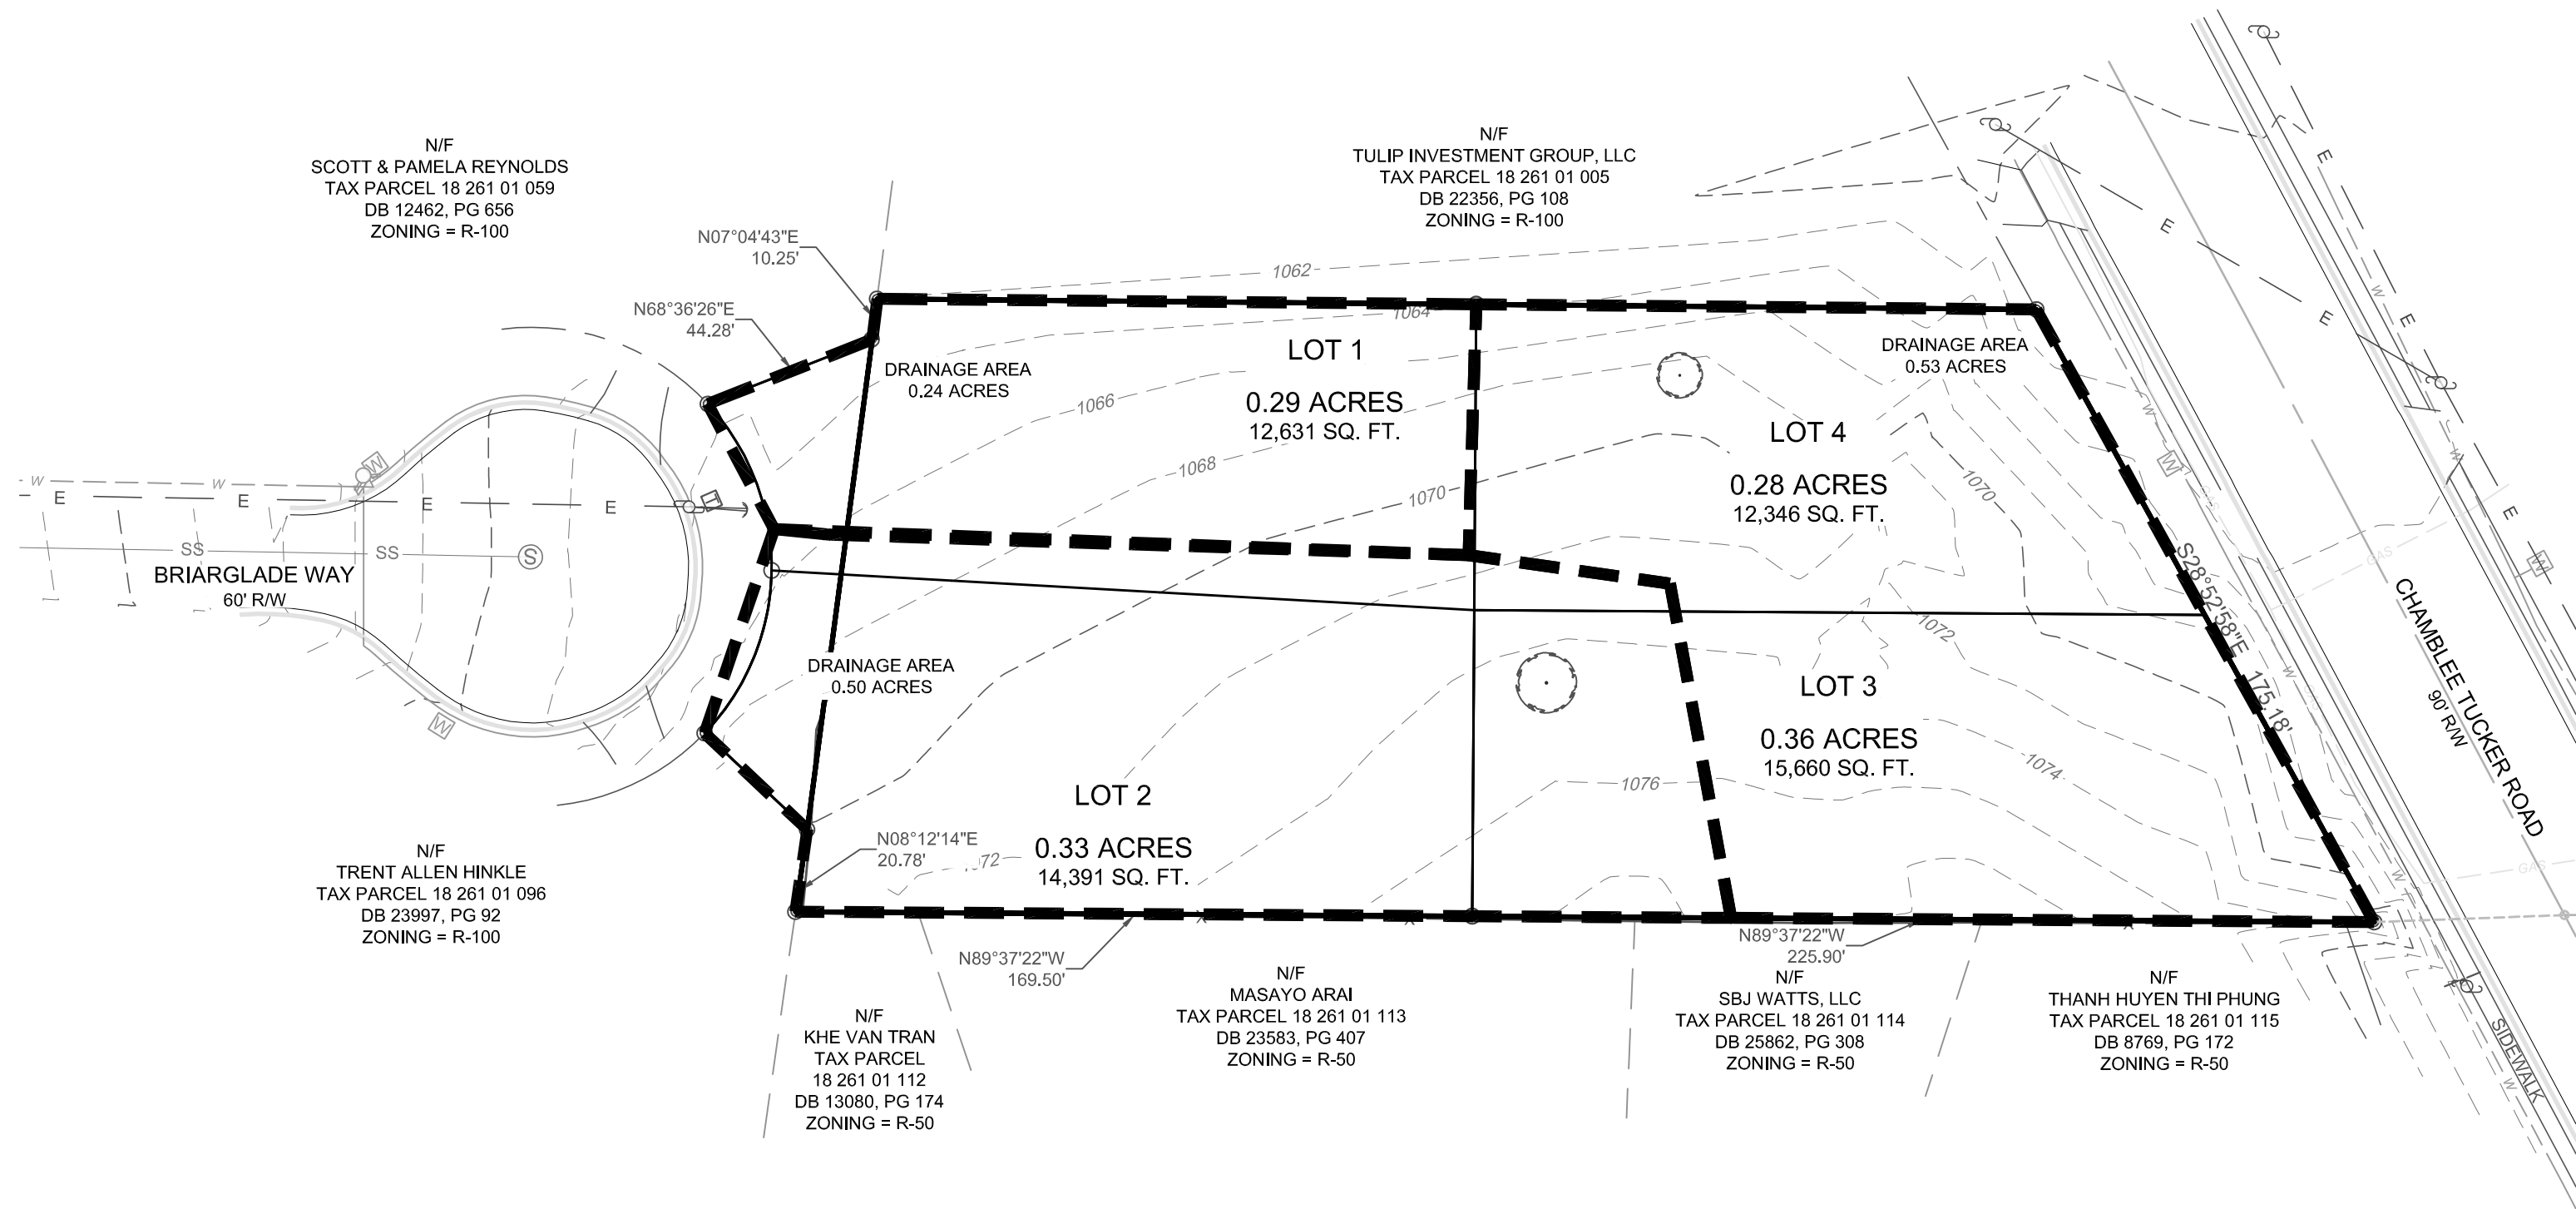 N/F
SCOTT & PAMELA REYNOLDS
TAX PARCEL 18 261 01 059
DB 12462, PG 656
ZONING = R-100
N/F
TULIP INVESTMENT GROUP, LLC
TAX PARCEL 18 261 01 005
DB 22356, PG 108
ZONING = R-100
N07°04'43"E
10.25'
N68°36'26"E
44.28'
1062
1064
1066
1068
1070
DRAINAGE AREA
0.24 ACRES
LOT 1
0.29 ACRES
12,631 SQ. FT.
DRAINAGE AREA
0.53 ACRES
LOT 4
0.28 ACRES
12,346 SQ. FT.
1070
1072
1074
1076
W
W
W
E
E
E
E
SS
SS
S
T
BRIARGLADE WAY
60' R/W
W
DRAINAGE AREA
0.50 ACRES
LOT 2
0.33 ACRES
14,391 SQ. FT.
LOT 3
0.36 ACRES
15,660 SQ. FT.
S28°52'58"E 175.18'
CHAMBLEE TUCKER ROAD
90' R/W
E
E
E
E
E
W
W
W
W
W
W
W
W
GAS
GAS
GAS
GAS
SIDEWALK
N08°12'14"E
20.78'
N89°37'22"W
169.50'
N89°37'22"W
225.90'
N/F
TRENT ALLEN HINKLE
TAX PARCEL 18 261 01 096
DB 23997, PG 92
ZONING = R-100
N/F
KHE VAN TRAN
TAX PARCEL
18 261 01 112
DB 13080, PG 174
ZONING = R-50
N/F
MASAYO ARAI
TAX PARCEL 18 261 01 113
DB 23583, PG 407
ZONING = R-50
N/F
SBJ WATTS, LLC
TAX PARCEL 18 261 01 114
DB 25862, PG 308
ZONING = R-50
N/F
THANH HUYEN THI PHUNG
TAX PARCEL 18 261 01 115
DB 8769, PG 172
ZONING = R-50